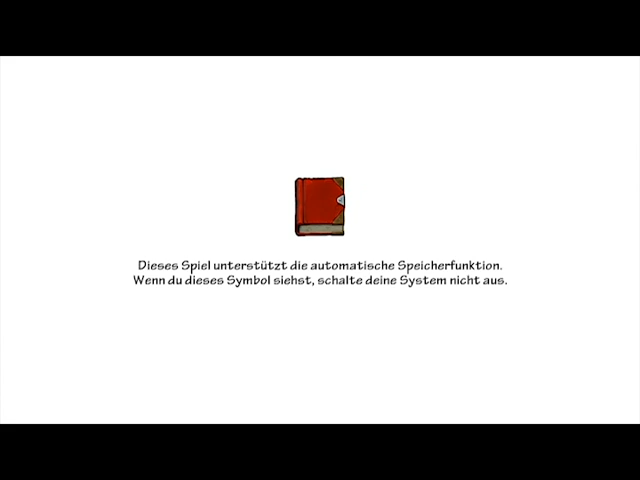 Dieses Spiel unterstützt die automatische Speicherfunktion.
Wenn du dieses Symbol siehst, schalte deine System nicht aus.